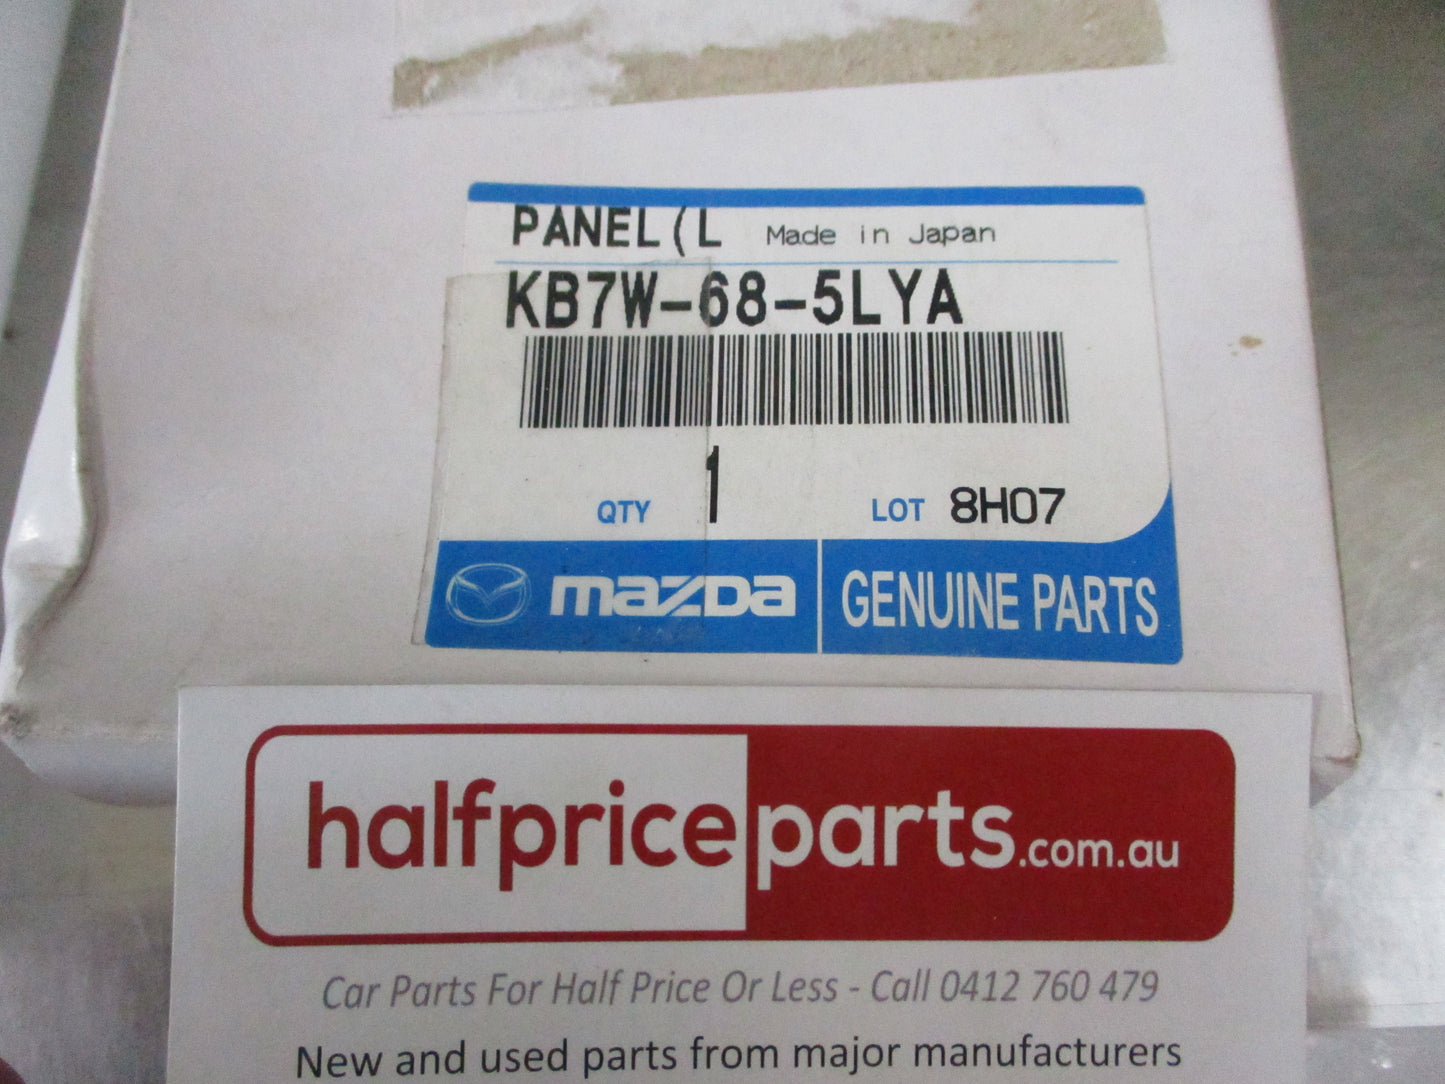 PANEL(L Made in Japan
KB7W-68-5LYA
QTY 1 LOT 8H07
mazda GENUINE PARTS
halfpriceparts.com.au
Car Parts For Half Price Or Less - Call 0412 760 479
New and used parts from major manufacturers